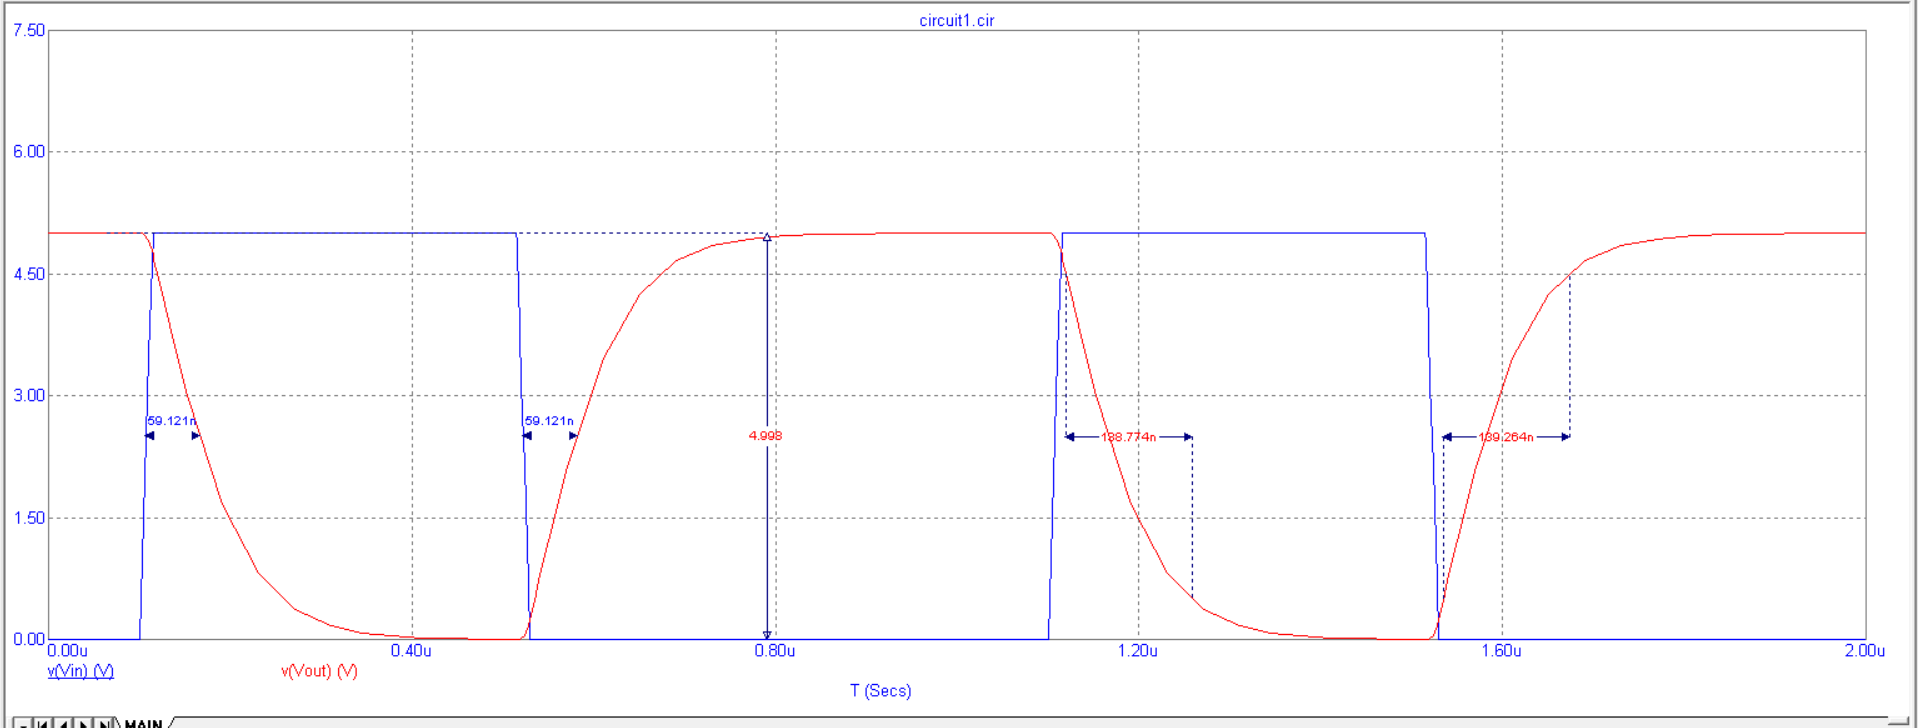 circuit1.cir
7.50
6.00
4.50
3.00
59.121n 59.121n
4.998 138.774n 139.264n
1.50
0.00
0.00u 0.40u 0.80u 1.20u 1.60u 2.00u
v(Vin) (V) v(Vout) (V)
T (Secs)
MAIN